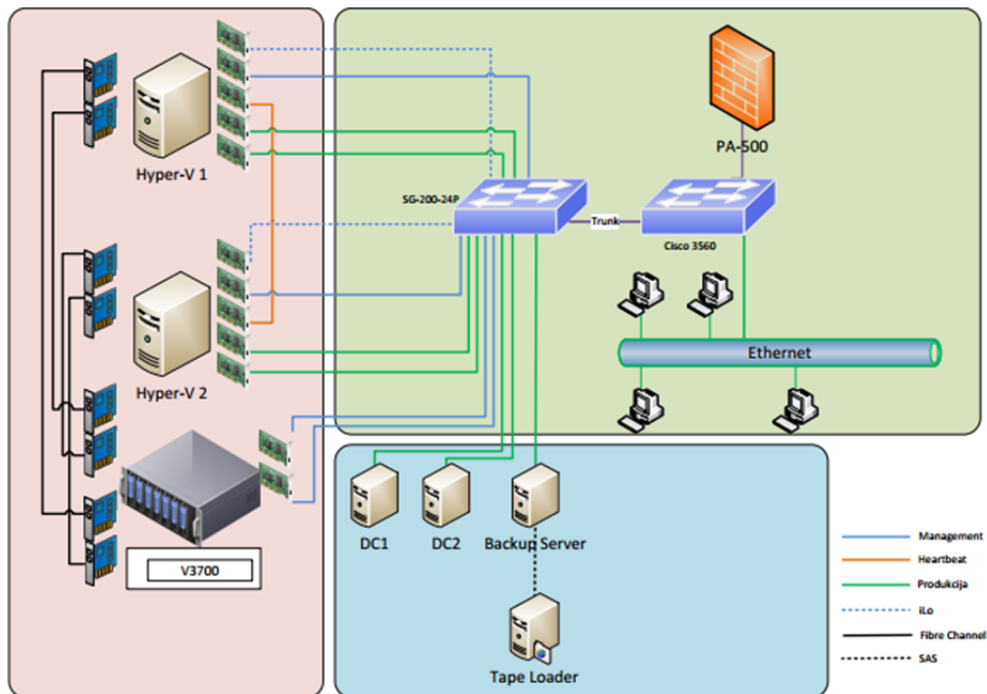 Hyper-V 1
Hyper-V 2
V3700
SG-200-24P
Trunk
Cisco 3560
PA-500
Ethernet
DC1
DC2
Backup Server
Tape Loader
Management
Heartbeat
Produkcija
iLo
Fibre Channel
SAS